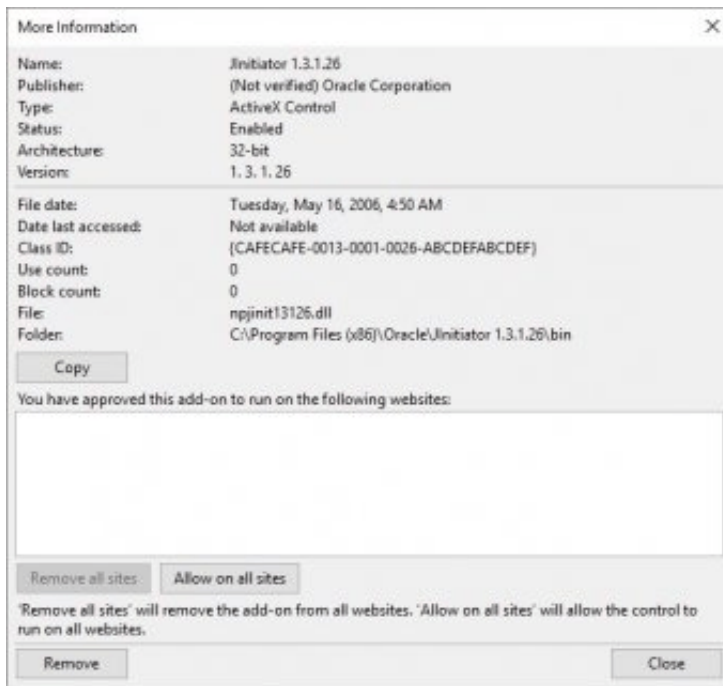 More Information
Name: JInitiator 1.3.1.26
Publisher: (Not verified) Oracle Corporation
Type: ActiveX Control
Status: Enabled
Architecture: 32-bit
Version: 1. 3. 1. 26
File date: Tuesday, May 16, 2006, 4:50 AM
Date last accessed: Not available
Class ID: {CAFECAFE-0013-0001-0026-ABCDEFABCDEF}
Use count: 0
Block count: 0
File: npjinit13126.dll
Folder: C:\Program Files (x86)\Oracle\JInitiator 1.3.1.26\bin
Copy
You have approved this add-on to run on the following websites:
Remove all sites Allow on all sites
'Remove all sites' will remove the add-on from all websites. 'Allow on all sites' will allow the control to
run on all websites.
Remove Close